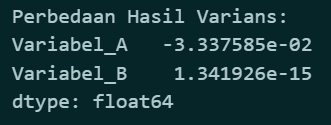 Perbedaan Hasil Varians:
Variabel_A   -3.337585e-02
Variabel_B    1.341926e-15
dtype: float64